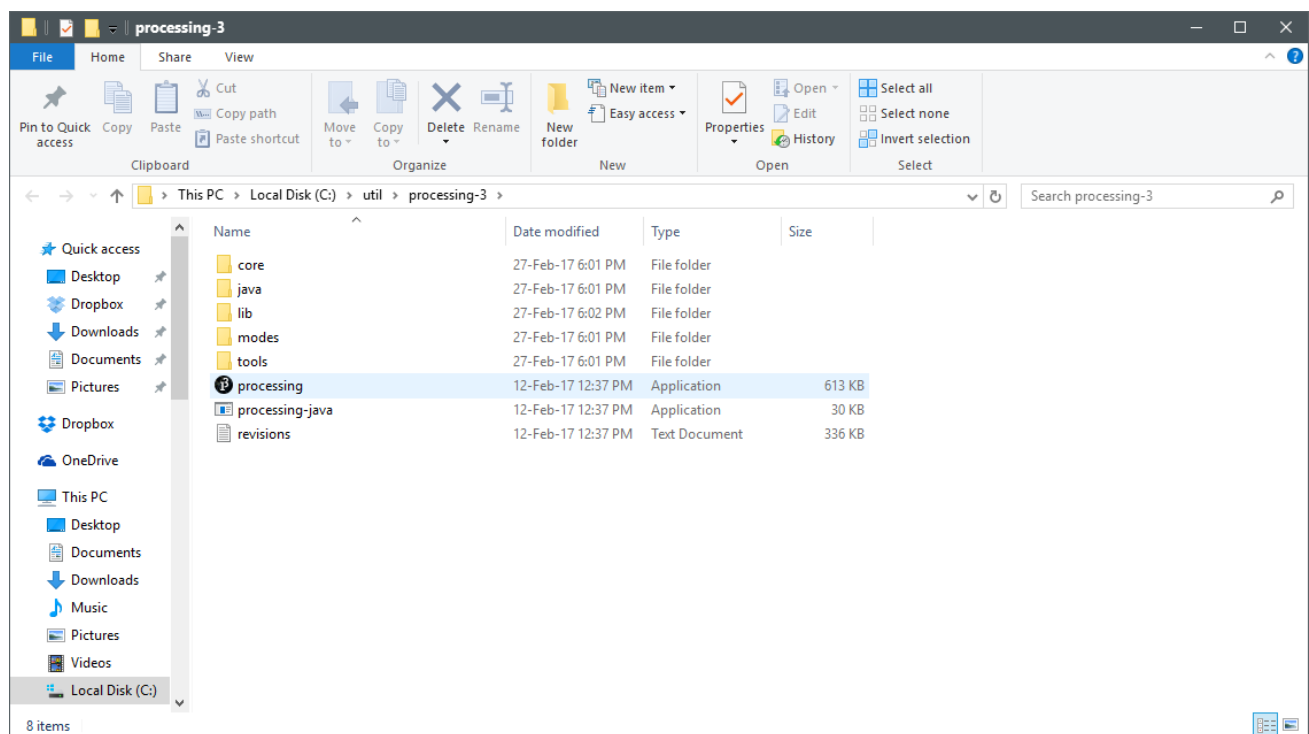 processing-3
File Home Share View
Pin to Quick access
Copy
Paste
Cut
Copy path
Paste shortcut
Clipboard
Move to
Copy to
Delete
Rename
Organize
New folder
New item
Easy access
New
Properties
Open
Edit
History
Open
Select all
Select none
Invert selection
Select
This PC > Local Disk (C:) > util > processing-3 >
Search processing-3
Quick access
Desktop
Dropbox
Downloads
Documents
Pictures
Dropbox
OneDrive
This PC
Desktop
Documents
Downloads
Music
Pictures
Videos
Local Disk (C:)
Name Date modified Type Size
core 27-Feb-17 6:01 PM File folder
java 27-Feb-17 6:01 PM File folder
lib 27-Feb-17 6:02 PM File folder
modes 27-Feb-17 6:01 PM File folder
tools 27-Feb-17 6:01 PM File folder
processing 12-Feb-17 12:37 PM Application 613 KB
processing-java 12-Feb-17 12:37 PM Application 30 KB
revisions 12-Feb-17 12:37 PM Text Document 336 KB
8 items